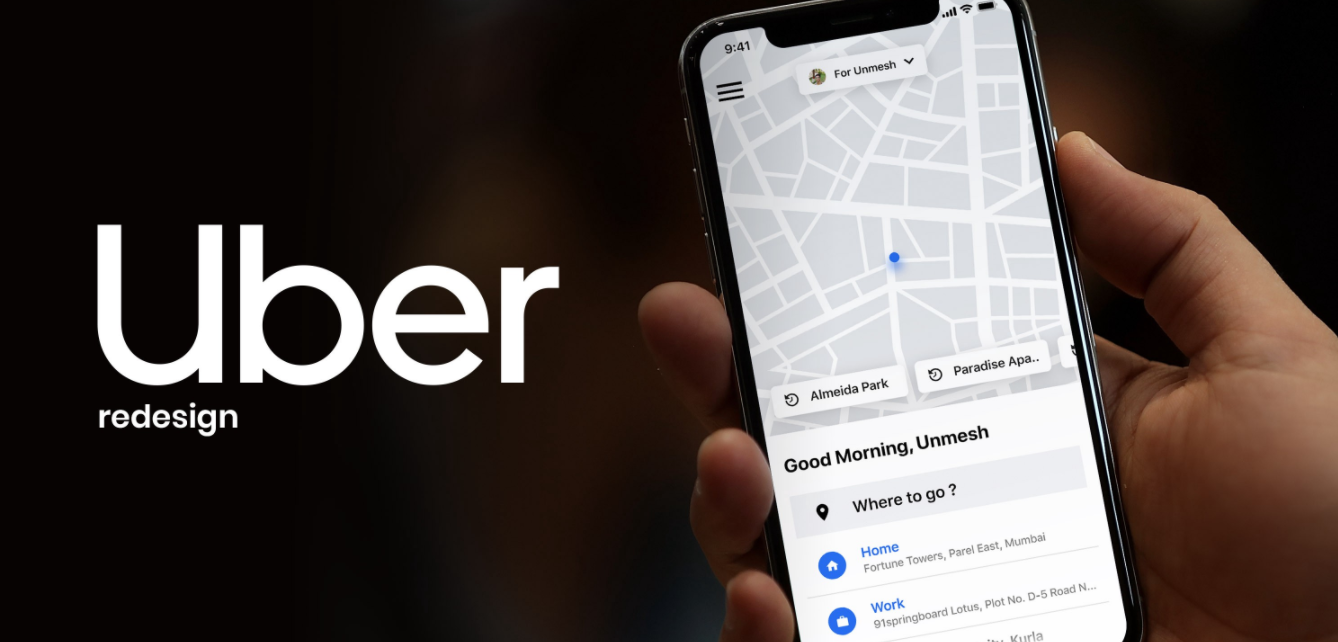 Uber
redesign
9:41
For Unmesh
Almeida Park
Paradise Apa..
Good Morning, Unmesh
Where to go ?
Home
Fortune Towers, Parel East, Mumbai
Work
91springboard Lotus, Plot No. D-5 Road N...
Kurla